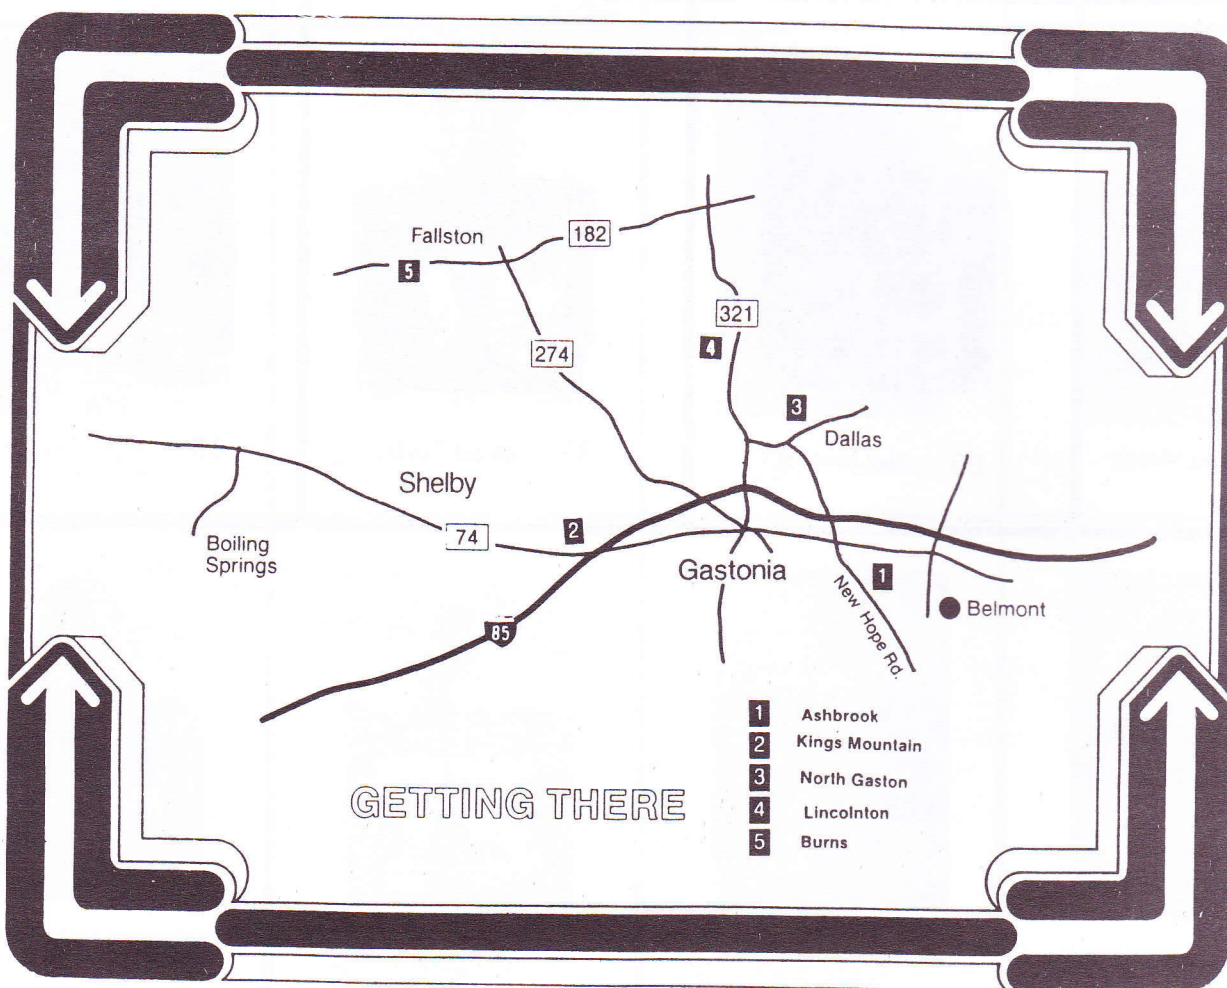 Fallston
182
5
321
274
4
3
Dallas
Shelby
74
2
Boiling
Springs
Gastonia
1
New Hope Rd.
Belmont
85
1 Ashbrook
2 Kings Mountain
3 North Gaston
4 Lincolnton
5 Burns
GETTING THERE